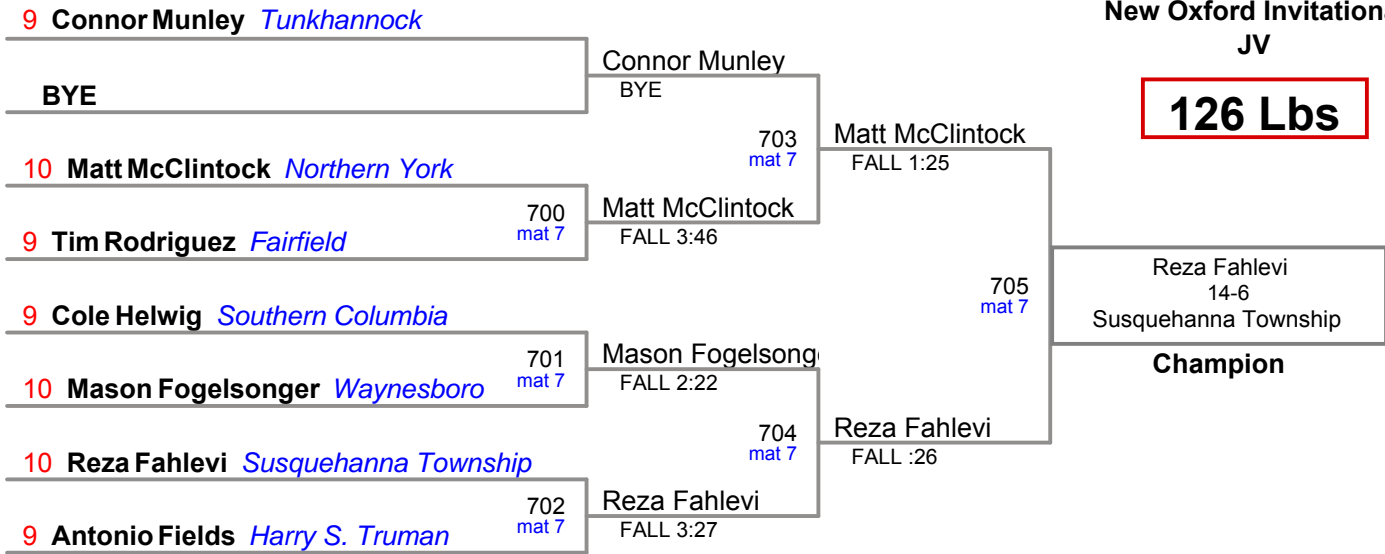 9 Connor Munley Tunkhannock
BYE
10 Matt McClintock Northern York
9 Tim Rodriguez Fairfield
9 Cole Helwig Southern Columbia
10 Mason Fogelsonger Waynesboro
10 Reza Fahlevi Susquehanna Township
9 Antonio Fields Harry S. Truman
Connor Munley
BYE
700
mat 7
Matt McClintock
FALL 3:46
701
mat 7
Mason Fogelsong
FALL 2:22
702
mat 7
Reza Fahlevi
FALL 3:27
703
mat 7
Matt McClintock
FALL 1:25
704
mat 7
Reza Fahlevi
FALL :26
705
mat 7
Reza Fahlevi
14-6
Susquehanna Township
Champion
New Oxford Invitation
JV
126 Lbs